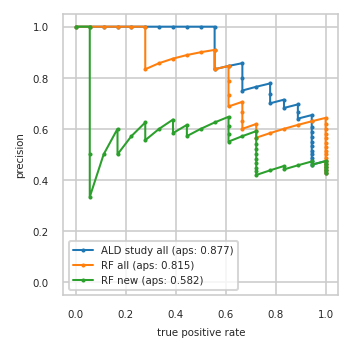 1.0
0.8
0.6
0.4
0.2
0.0
precision
ALD study all (aps: 0.877)
RF all (aps: 0.815)
RF new (aps: 0.582)
0.0 0.2 0.4 0.6 0.8 1.0
true positive rate